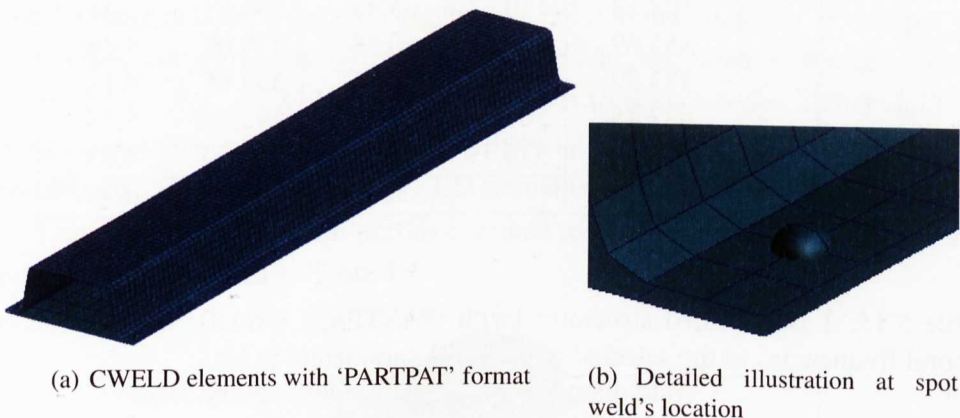 (a) CWELD elements with ‘PARTPAT’ format
(b) Detailed illustration at spot
weld’s location